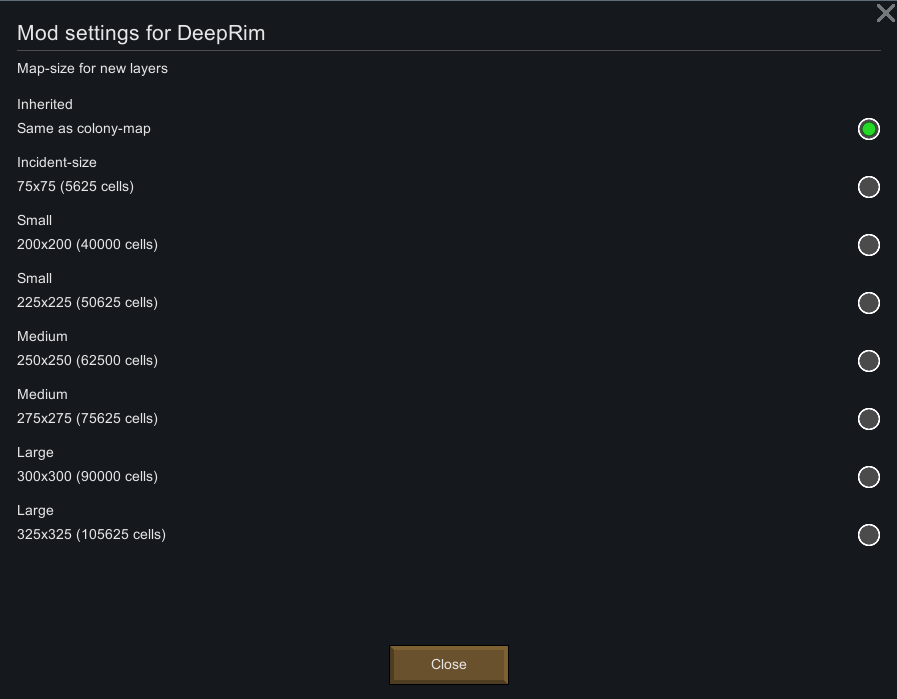 Mod settings for DeepRim
Map-size for new layers
Inherited
Same as colony-map
Incident-size
75x75 (5625 cells)
Small
200x200 (40000 cells)
Small
225x225 (50625 cells)
Medium
250x250 (62500 cells)
Medium
275x275 (75625 cells)
Large
300x300 (90000 cells)
Large
325x325 (105625 cells)
Close